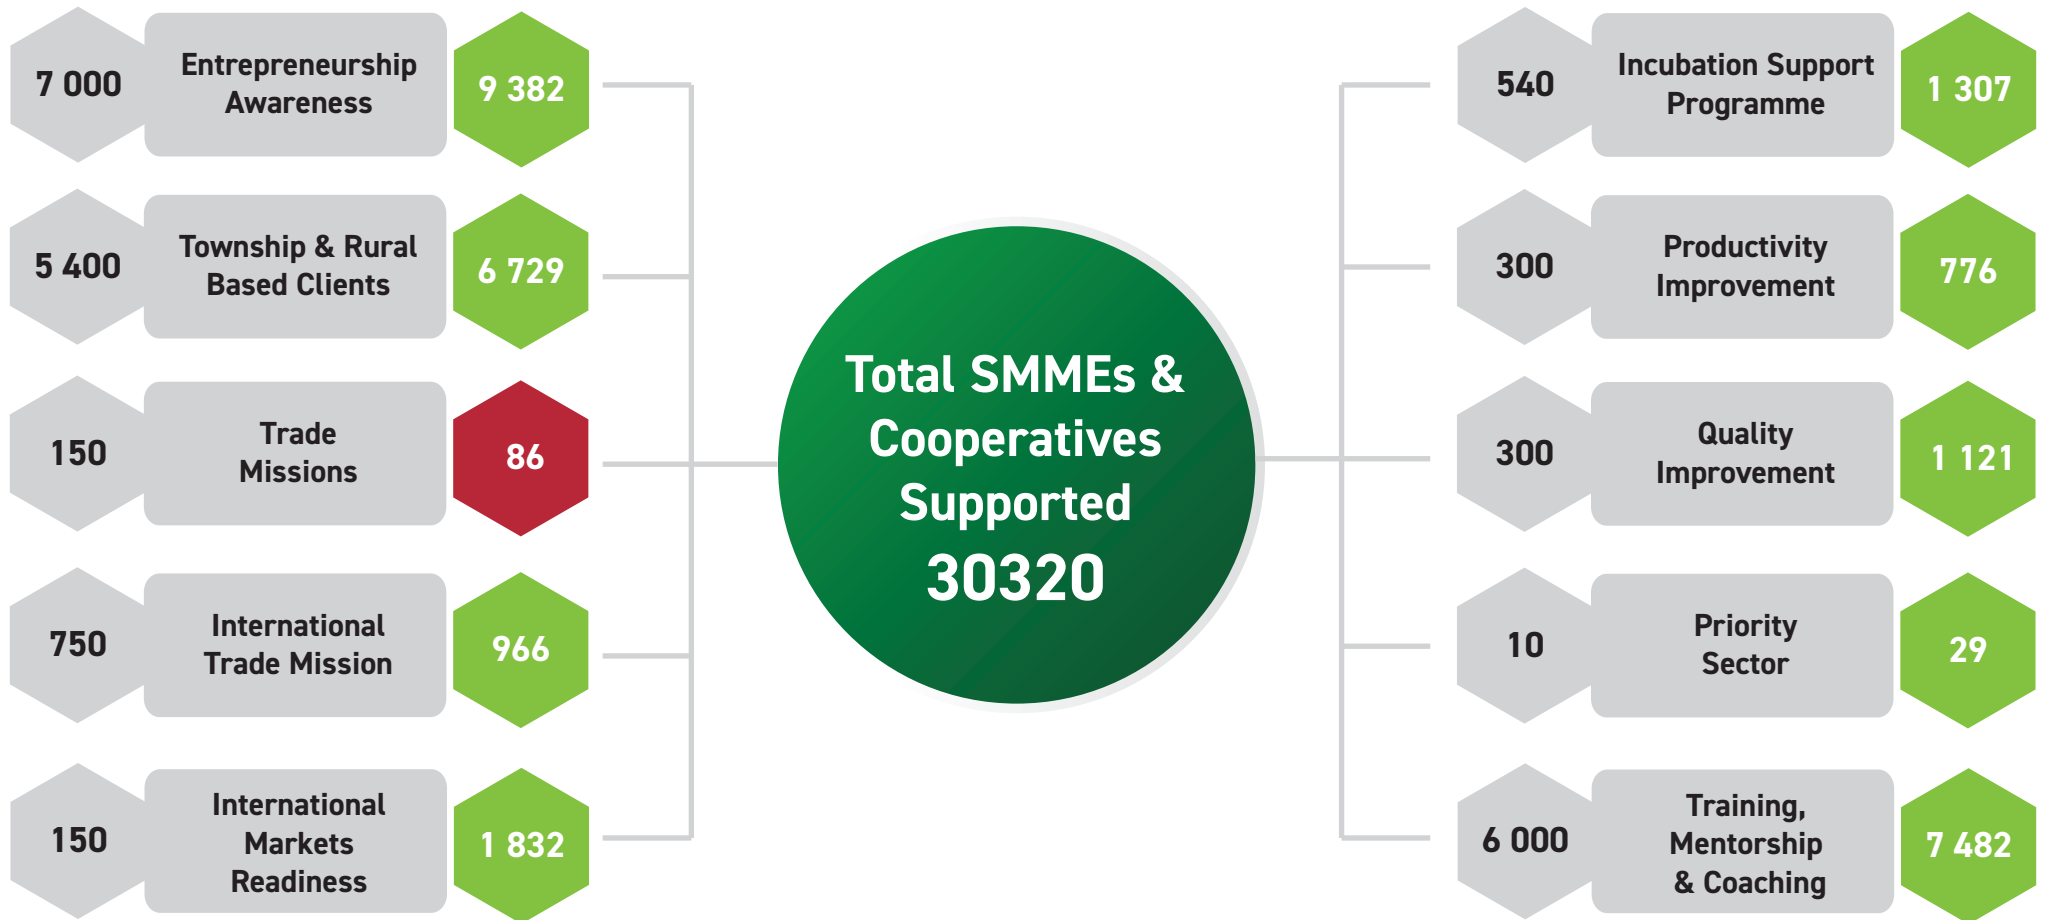 7 000
Entrepreneurship
Awareness
9 382
5 400
Township & Rural
Based Clients
6 729
150
Trade
Missions
86
750
International
Trade Mission
966
150
International
Markets
Readiness
1 832
Total SMMEs &
Cooperatives
Supported
30320
540
Incubation Support
Programme
1 307
300
Productivity
Improvement
776
300
Quality
Improvement
1 121
10
Priority
Sector
29
6 000
Training,
Mentorship
& Coaching
7 482